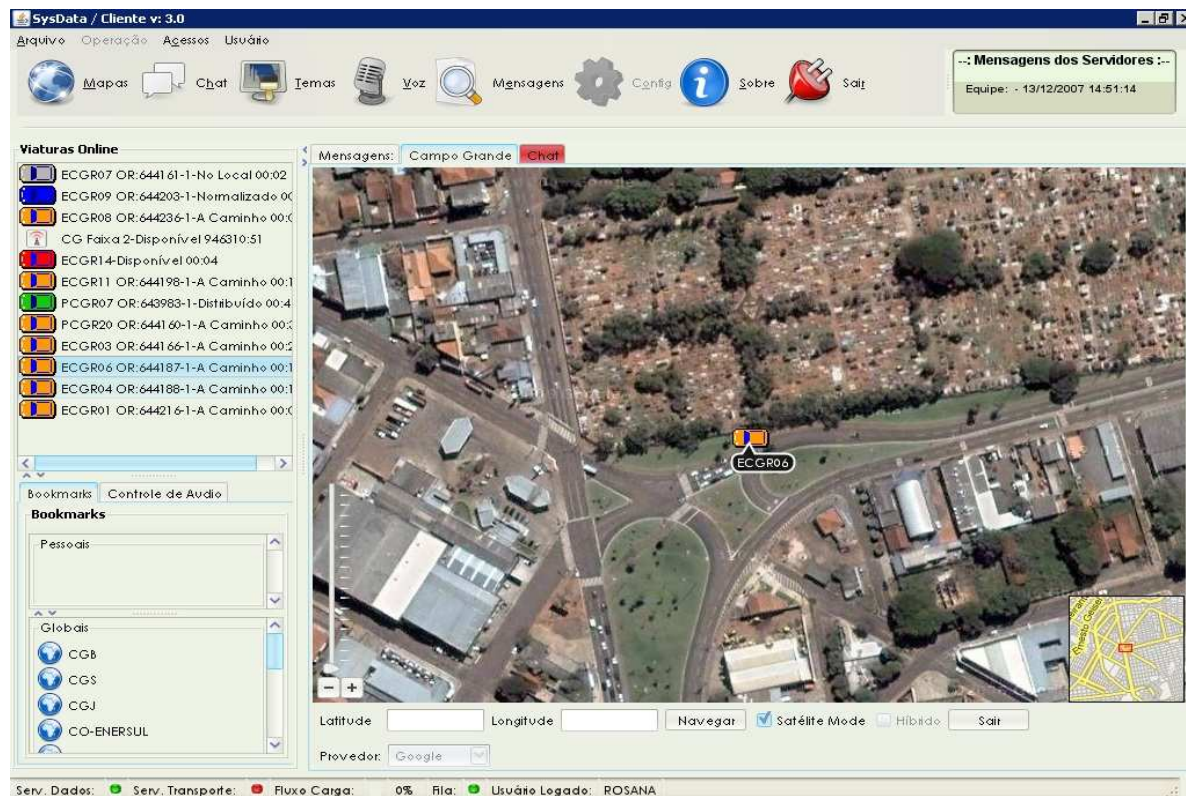 SysData / Cliente v: 3.0
Arquivo Operação Acessos Usuário
Mapas Chat Temas Voz Mensagens Config Sobre Sair
--: Mensagens dos Servidores :--
Equipe: - 13/12/2007 14:51:14
Viaturas Online
ECGR07 OR:644161-1-No Local 00:02
ECGR09 OR:644203-1-Normalizado 00
ECGR08 OR:644236-1-A Caminho 00:0
CG Faixa 2-Disponível 946310:51
ECGR14-Disponível 00:04
ECGR11 OR:644198-1-A Caminho 00:1
PCGR07 OR:643983-1-Distribuído 00:4
PCGR20 OR:644160-1-A Caminho 00:
ECGR03 OR:644166-1-A Caminho 00:2
ECGR06 OR:644187-1-A Caminho 00:1
ECGR04 OR:644188-1-A Caminho 00:1
ECGR01 OR:644216-1-A Caminho 00:0
Bookmarks Controle de Audio
Bookmarks
Pessoais
Globais
CGB
CGS
CGJ
CO-ENERSUL
Mensagens: Campo Grande Chat
ECGR06
Ernesto Geisel
Latitude Longitude Navegar Satélite Mode Híbrido Sair
Provedor: Google
Serv. Dados: Serv. Transporte: Fluxo Carga: 0% Fila: Usuário Logado: ROSANA